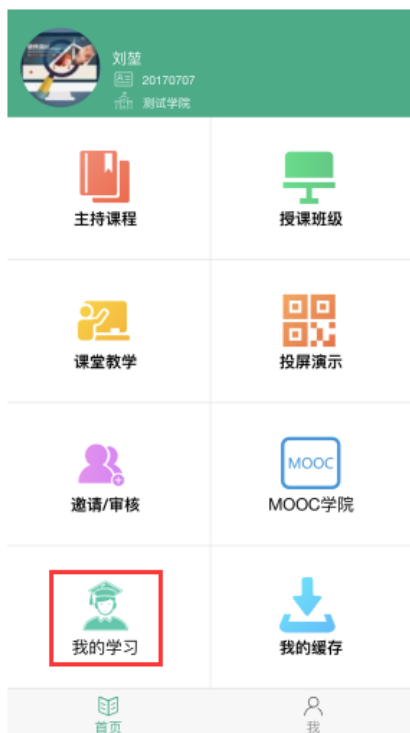 刘堃
20170707
测试学院
主持课程
授课班级
课堂教学
投屏演示
邀请/审核
MOOC
MOOC学院
我的学习
我的缓存
首页
我